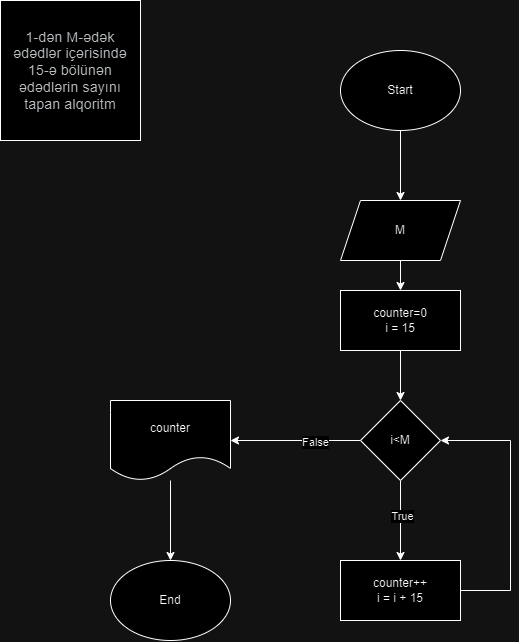 1-dən M-ədək
ədədlər içərisində
15-ə bölünən
ədədlərin sayını
tapan alqoritm
Start
M
counter=0
i = 15
i<M
False
counter
True
counter++
i = i + 15
End